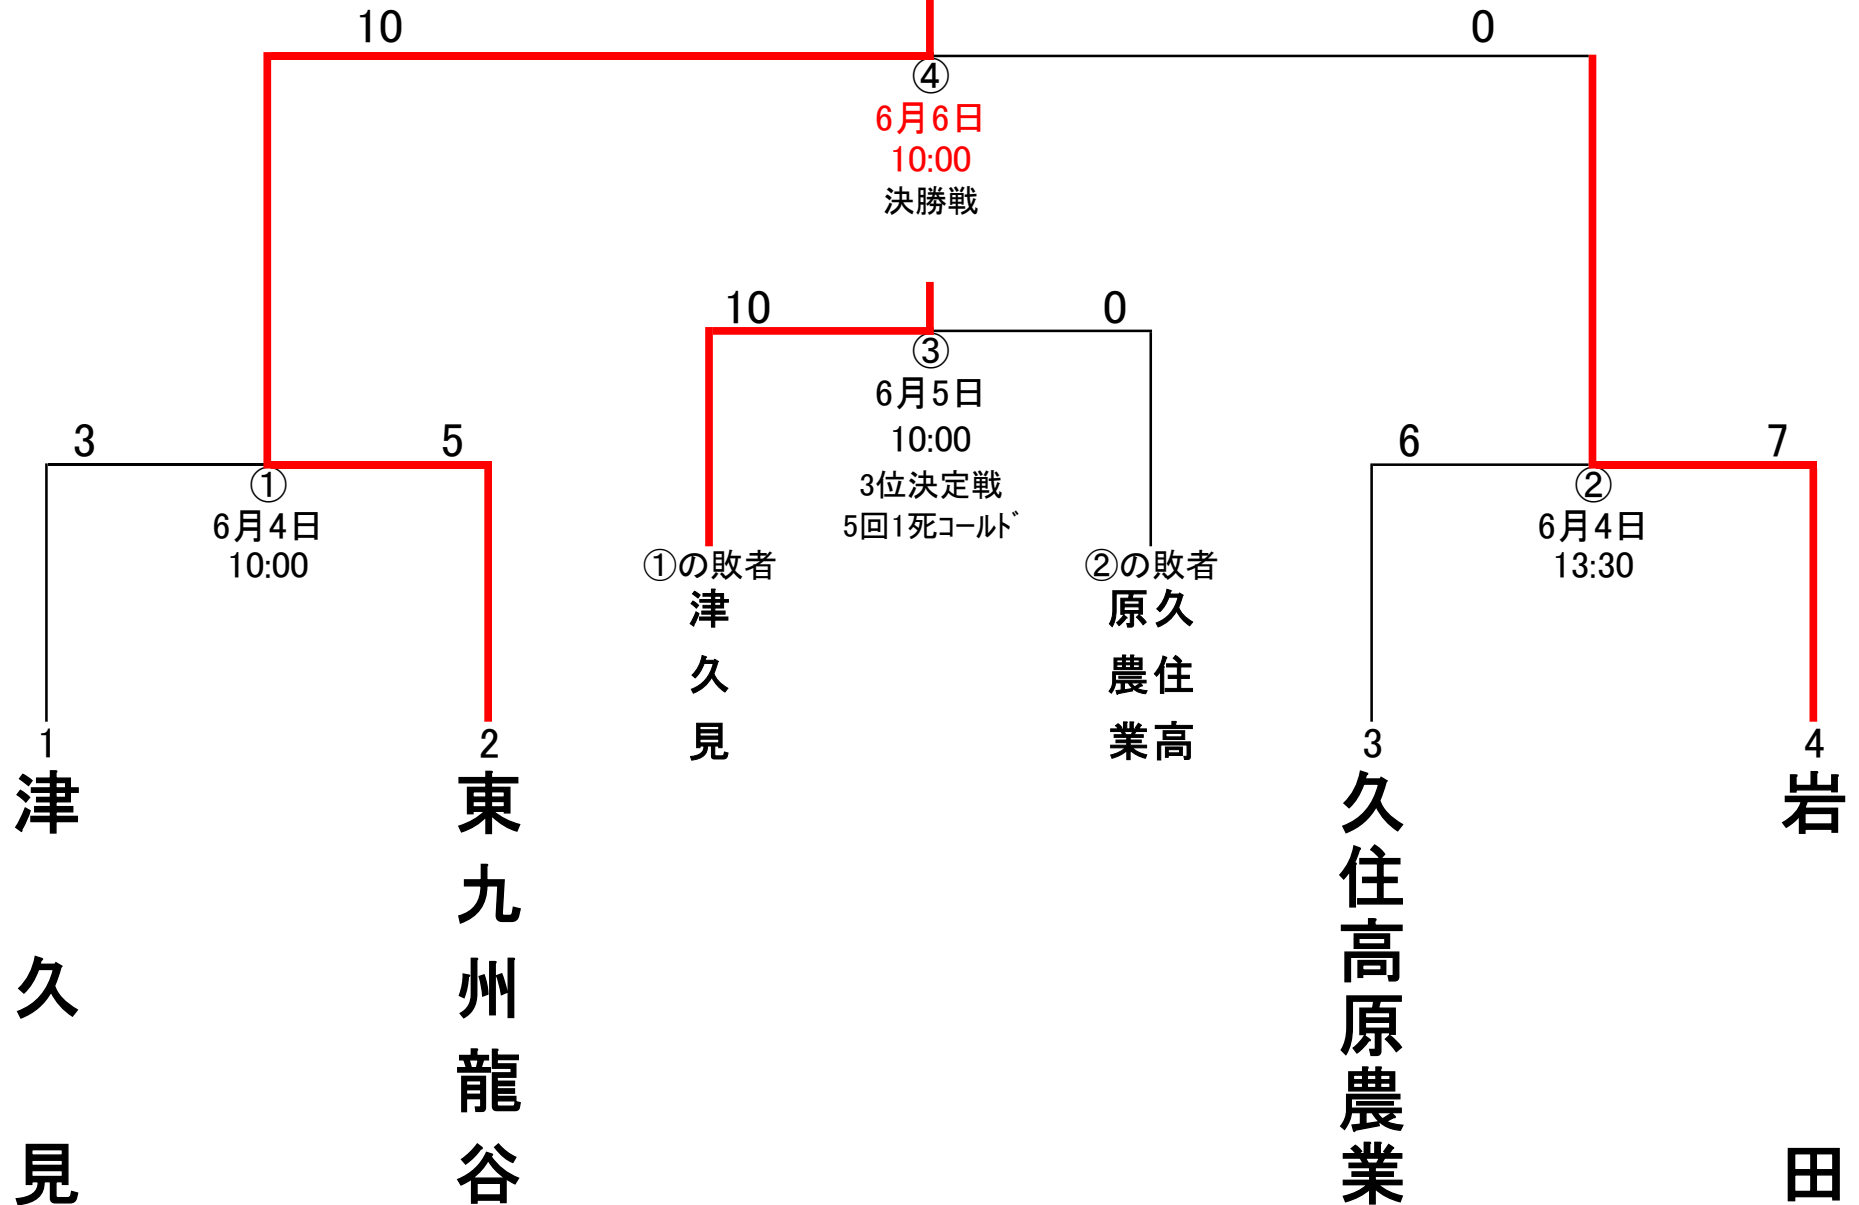 10
0
④
6月6日
10:00
決勝戦
10
0
③
6月5日
10:00
3位決定戦
5回1死ｺｰﾙﾄﾞ
3
5
①
6月4日
10:00
6
7
②
6月4日
13:30
①の敗者
津久見
②の敗者
久住高
原農業
1
津久見
2
東九州龍谷
3
久住高原農業
4
岩田